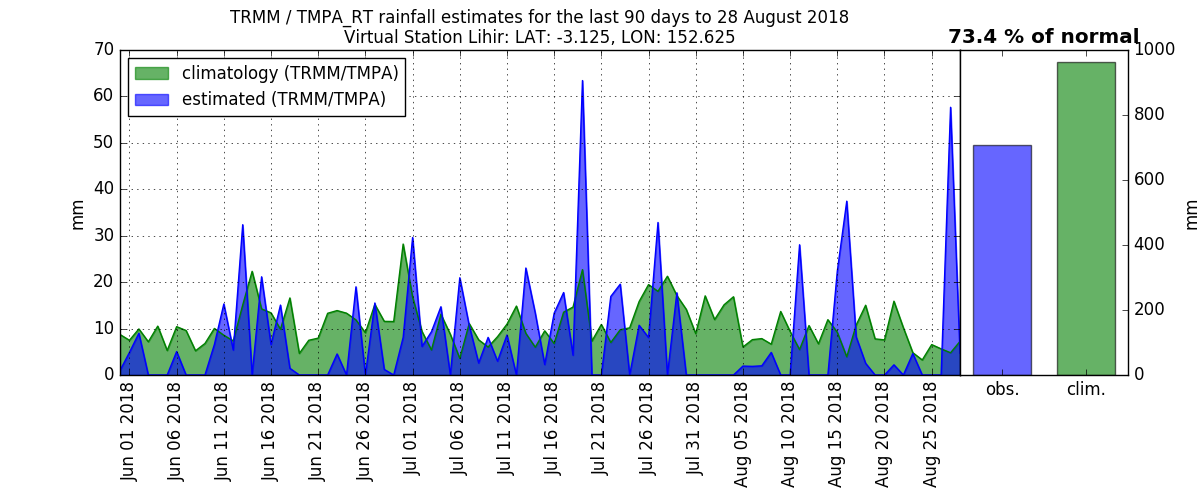 TRMM / TMPA_RT rainfall estimates for the last 90 days to 28 August 2018
Virtual Station Lihir: LAT: -3.125, LON: 152.625
73.4 % of normal
climatology (TRMM/TMPA)
estimated (TRMM/TMPA)
70
60
50
40
30
20
10
0
mm
Jun 01 2018
Jun 06 2018
Jun 11 2018
Jun 16 2018
Jun 21 2018
Jun 26 2018
Jul 01 2018
Jul 06 2018
Jul 11 2018
Jul 16 2018
Jul 21 2018
Jul 26 2018
Jul 31 2018
Aug 05 2018
Aug 10 2018
Aug 15 2018
Aug 20 2018
Aug 25 2018
obs.
clim.
1000
800
600
400
200
0
mm